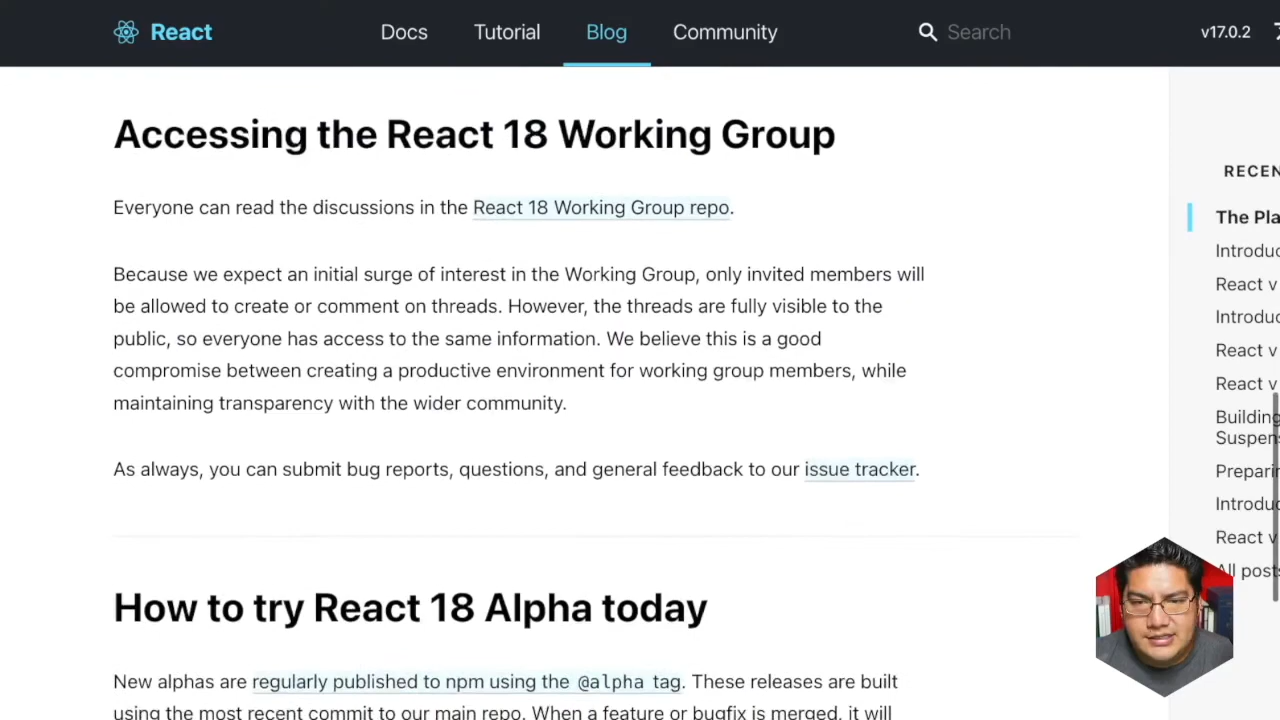 React
Docs
Tutorial
Blog
Community
Search
v17.0.2
Accessing the React 18 Working Group
Everyone can read the discussions in the React 18 Working Group repo.
Because we expect an initial surge of interest in the Working Group, only invited members will
be allowed to create or comment on threads. However, the threads are fully visible to the
public, so everyone has access to the same information. We believe this is a good
compromise between creating a productive environment for working group members, while
maintaining transparency with the wider community.
As always, you can submit bug reports, questions, and general feedback to our issue tracker.
How to try React 18 Alpha today
New alphas are regularly published to npm using the @alpha tag. These releases are built
using the most recent commit to our main repo. When a feature or bugfix is merged, it will
RECEN
The Pla
Introduc
React v
Introduc
React v
React v
Building
Suspens
Preparin
Introduc
React v
All posts